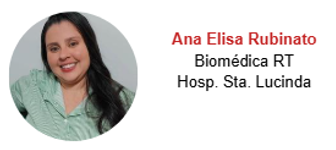 Ana Elisa Rubinato
Biomédica RT
Hosp. Sta. Lucinda